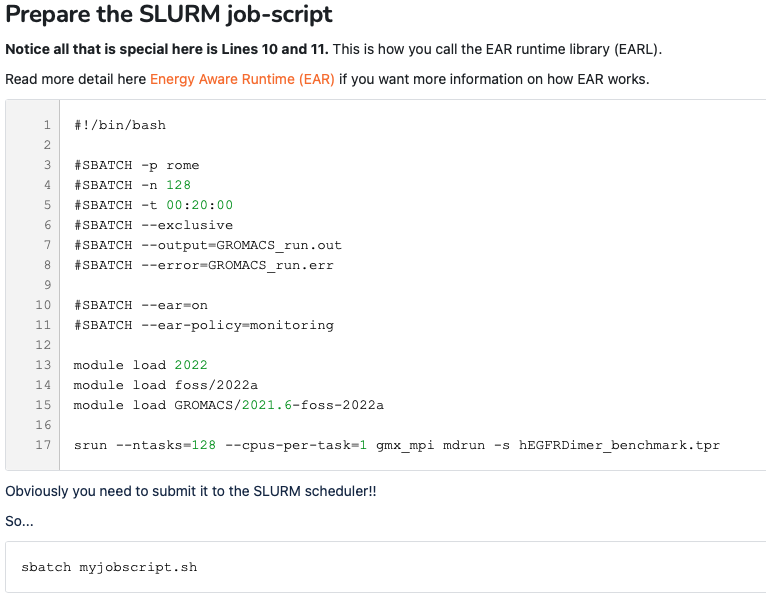 Prepare the SLURM job-script
Notice all that is special here is Lines 10 and 11. This is how you call the EAR runtime library (EARL).
Read more detail here Energy Aware Runtime (EAR) if you want more information on how EAR works.
1 #!/bin/bash
2
3 #SBATCH -p rome
4 #SBATCH -n 128
5 #SBATCH -t 00:20:00
6 #SBATCH --exclusive
7 #SBATCH --output=GROMACS_run.out
8 #SBATCH --error=GROMACS_run.err
9
10 #SBATCH --ear=on
11 #SBATCH --ear-policy=monitoring
12
13 module load 2022
14 module load foss/2022a
15 module load GROMACS/2021.6-foss-2022a
16
17 srun --ntasks=128 --cpus-per-task=1 gmx_mpi mdrun -s hEGFRDimer_benchmark.tpr
Obviously you need to submit it to the SLURM scheduler!!
So...
sbatch myjobscript.sh